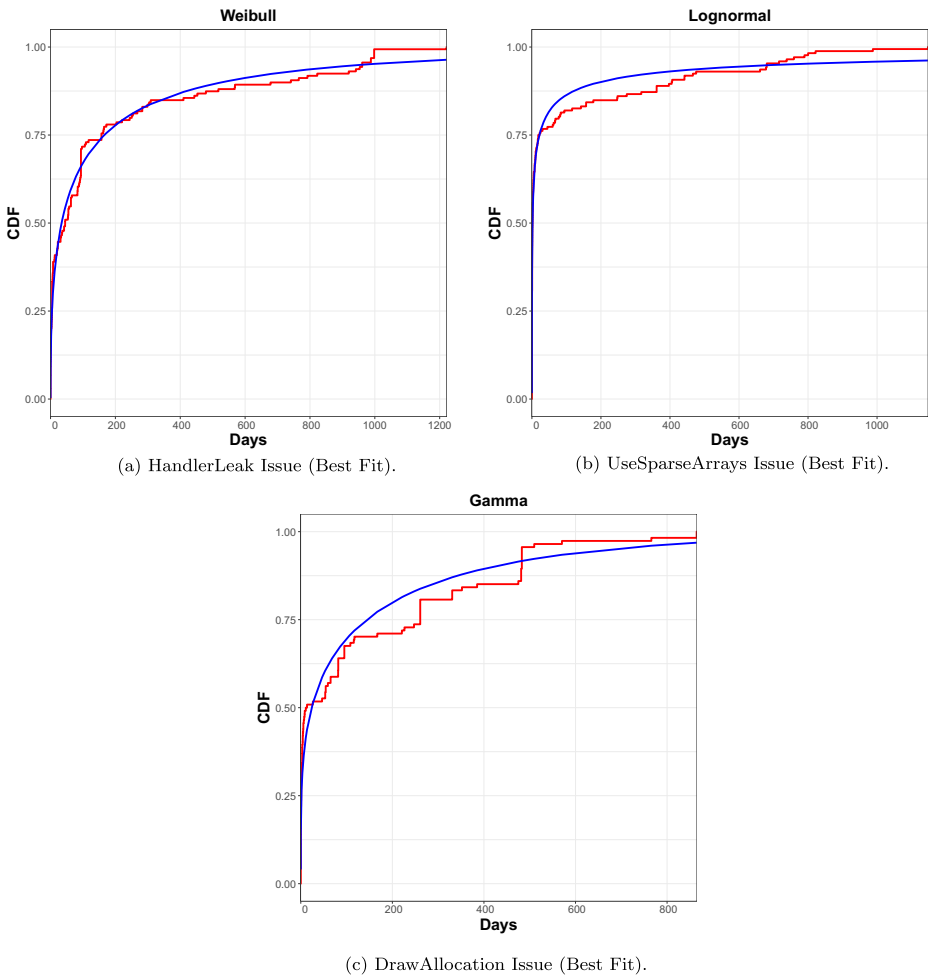 Weibull
CDF
1.00
0.75
0.50
0.25
0.00
0 200 400 600 800 1000 1200
Days
(a) HandlerLeak Issue (Best Fit).
Lognormal
CDF
1.00
0.75
0.50
0.25
0.00
0 200 400 600 800 1000
Days
(b) UseSparseArrays Issue (Best Fit).
Gamma
CDF
1.00
0.75
0.50
0.25
0.00
0 200 400 600 800
Days
(c) DrawAllocation Issue (Best Fit).